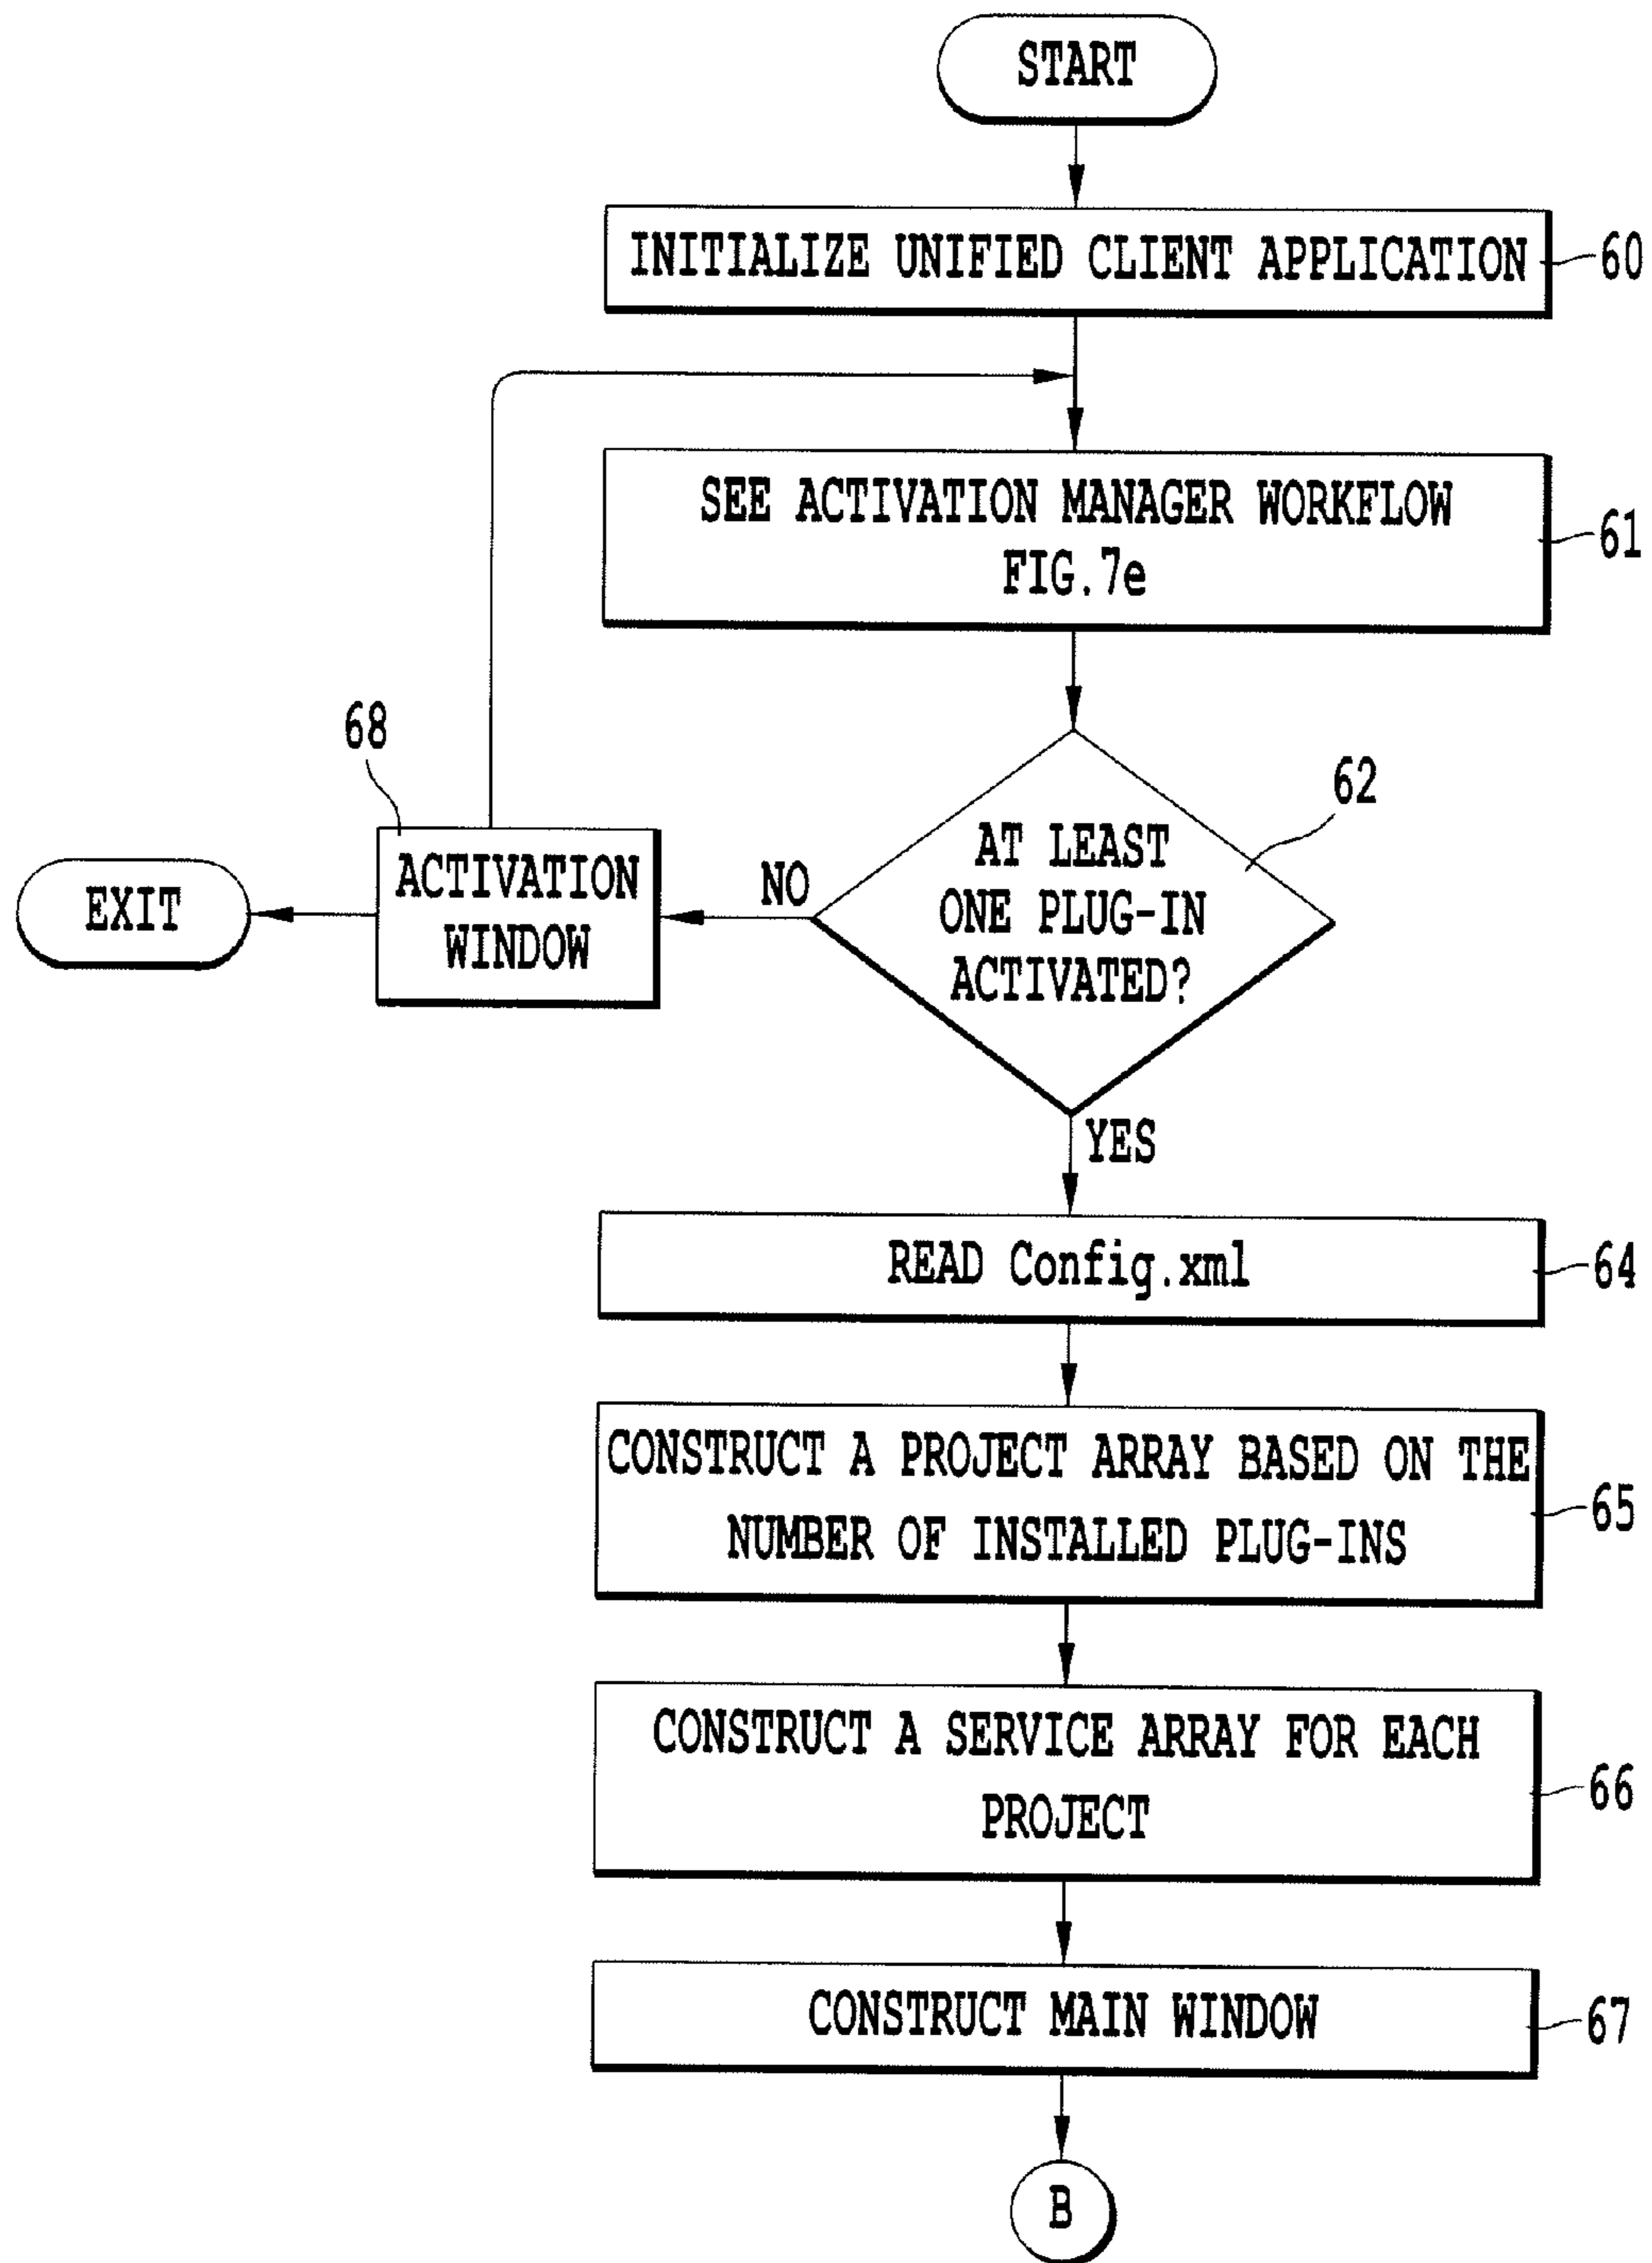 START
INITIALIZE UNIFIED CLIENT APPLICATION
60
SEE ACTIVATION MANAGER WORKFLOW
FIG.7e
61
68
62
AT LEAST
ONE PLUG-IN
ACTIVATED?
NO
ACTIVATION
WINDOW
EXIT
YES
READ Config.xml
64
CONSTRUCT A PROJECT ARRAY BASED ON THE
NUMBER OF INSTALLED PLUG-INS
65
CONSTRUCT A SERVICE ARRAY FOR EACH
PROJECT
66
CONSTRUCT MAIN WINDOW
67
B